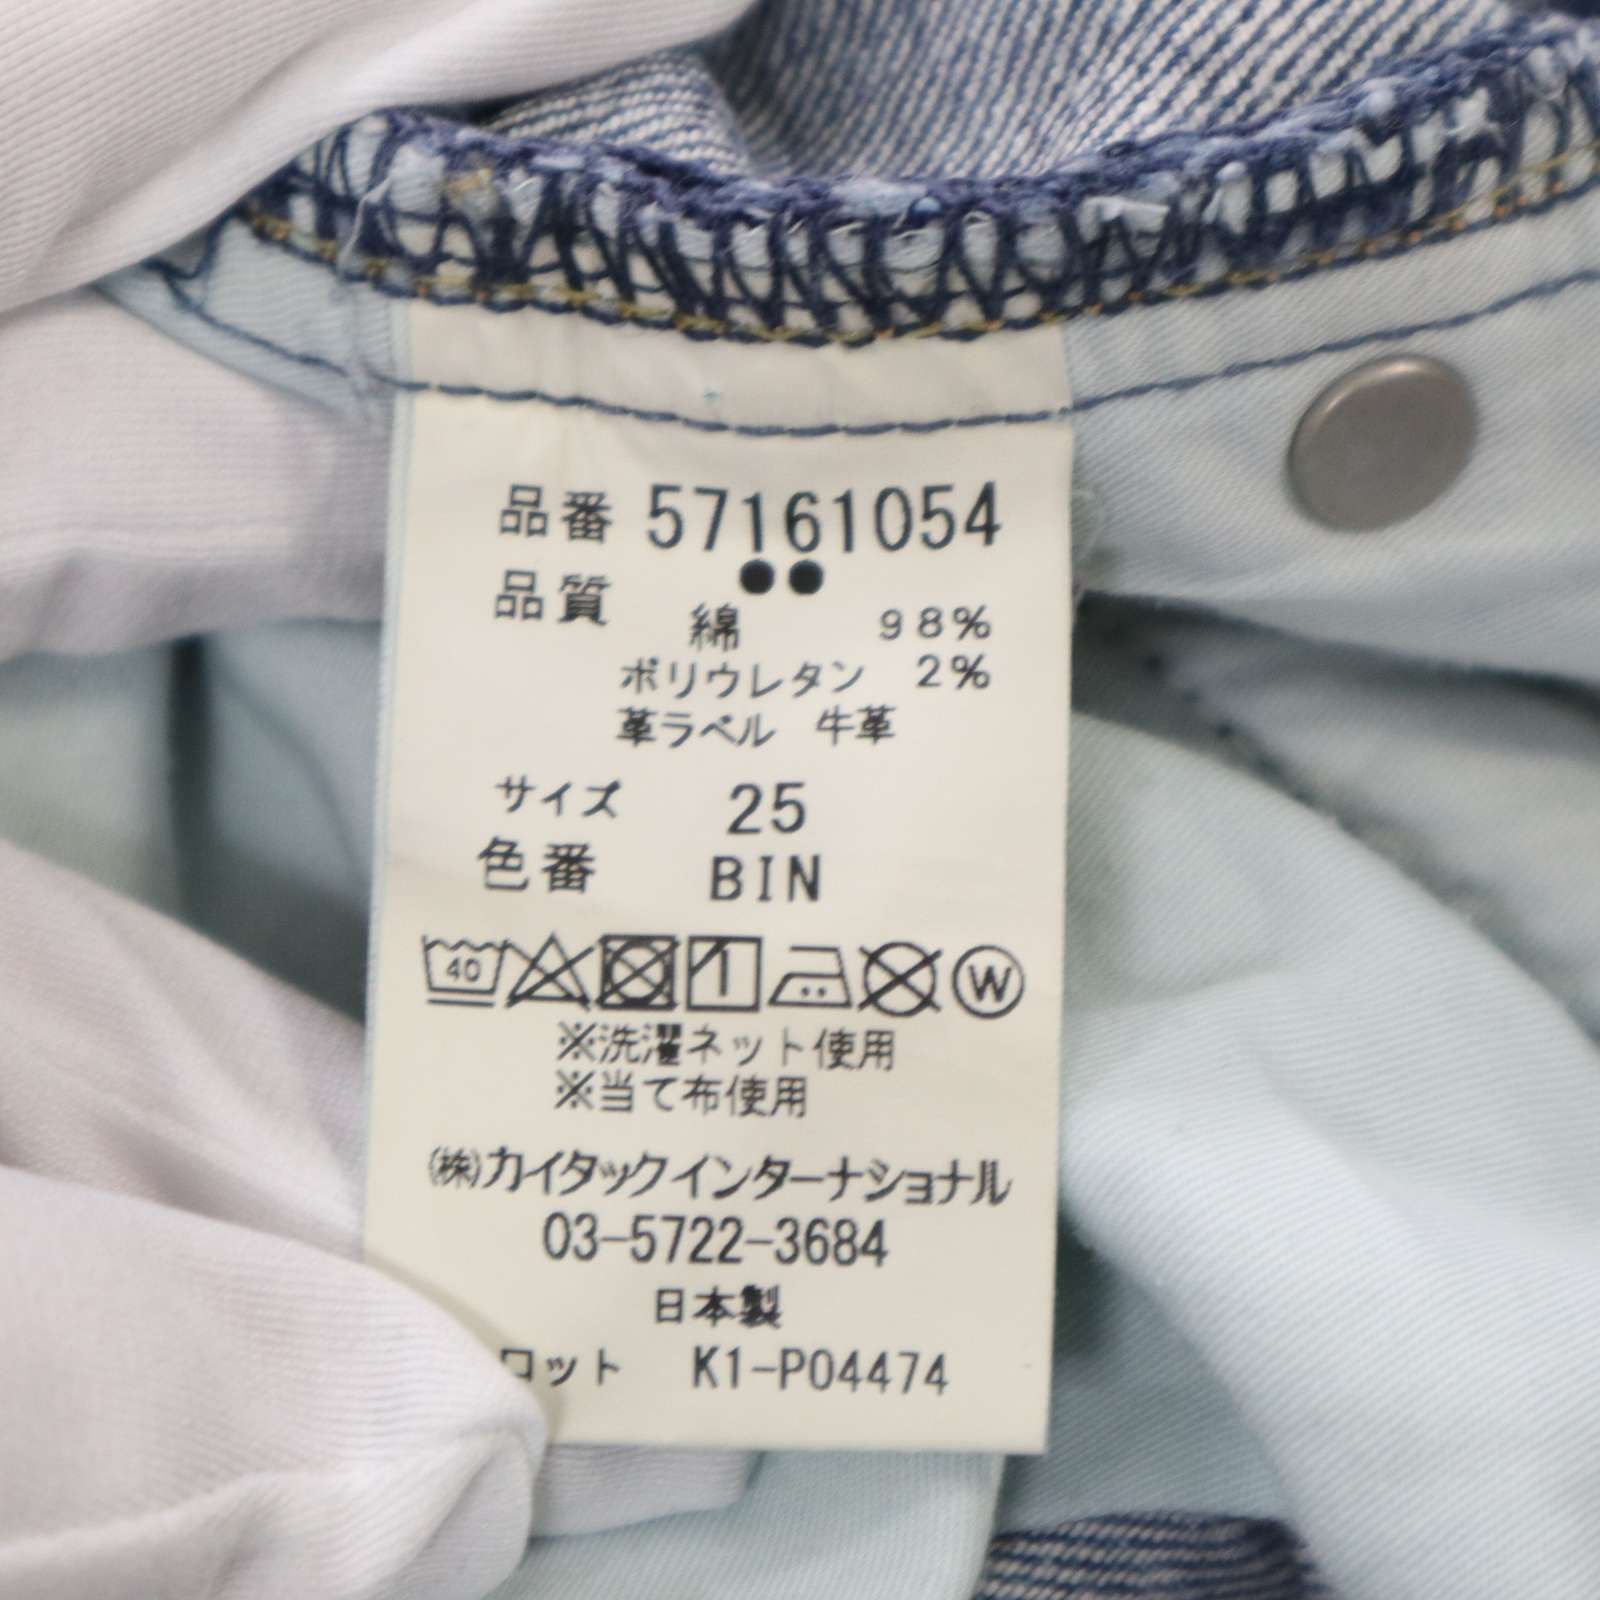 品番 57161054
品質
綿 98%
ポリウレタン 2%
革ラベル 牛革
サイズ 25
色番 BIN
40 1 W
※洗濯ネット使用
※当て布使用
(株)カイタックインターナショナル
03-5722-3684
日本製
ロット K1-P04474